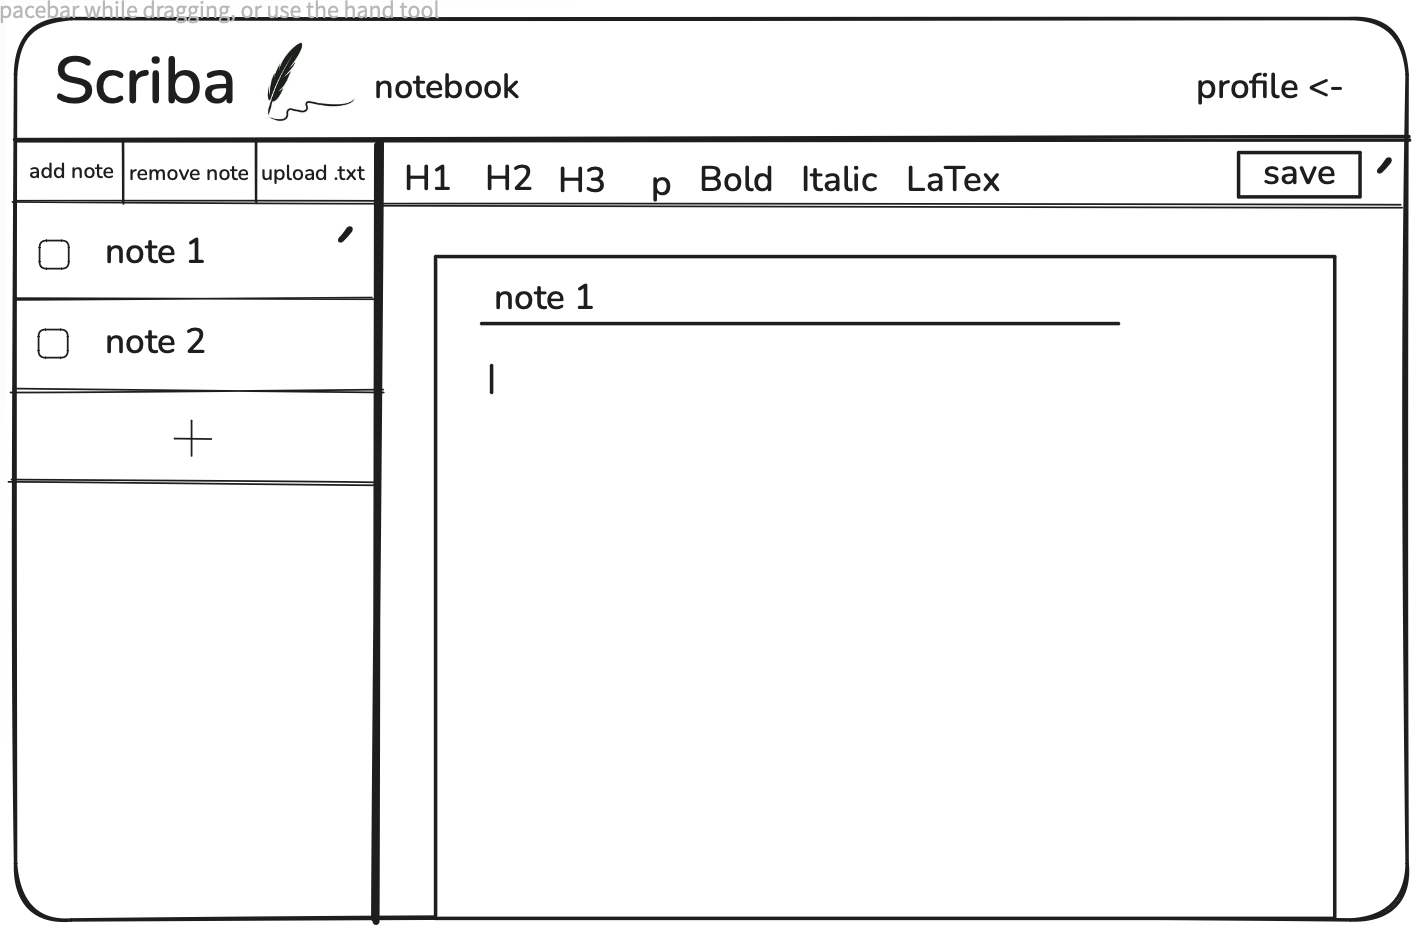 pacebar while dragging, or use the hand tool
Scriba notebook profile <-
add note remove note upload .txt H1 H2 H3 p Bold Italic LaTex save
note 1
note 2
note 1